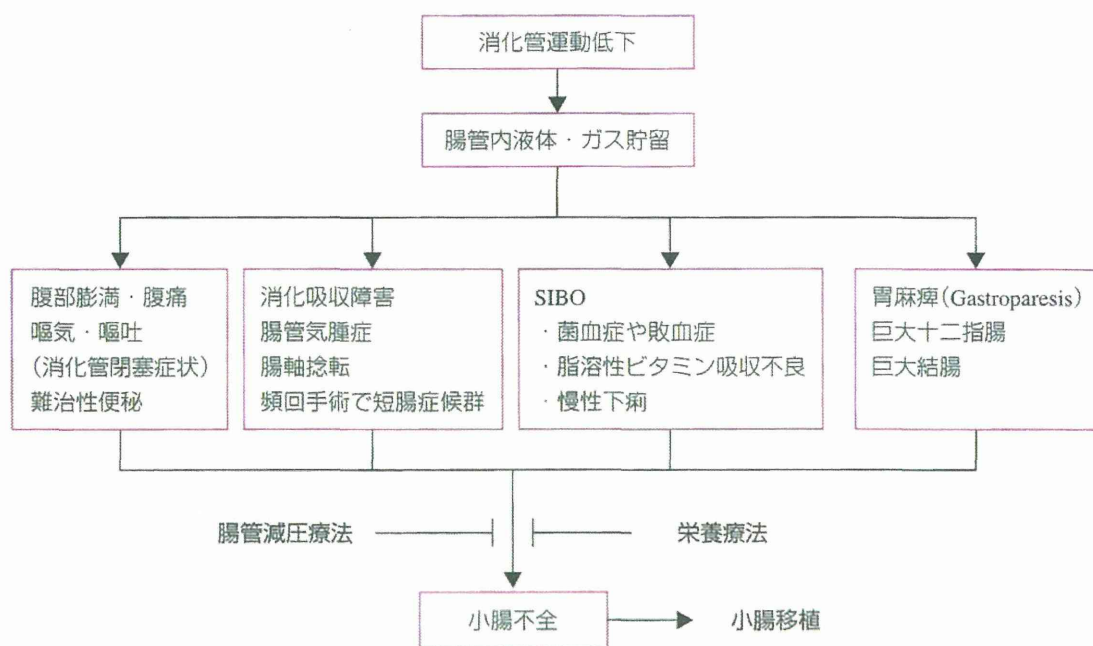 消化管運動低下
腸管内液体・ガス貯留
腹部膨満・腹痛
嘔気・嘔吐
(消化管閉塞症状)
難治性便秘
消化吸収障害
腸管気腫症
腸軸捻転
頻回手術で短腸症候群
SIBO
・菌血症や敗血症
・脂溶性ビタミン吸収不良
・慢性下痢
胃麻痺(Gastroparesis)
巨大十二指腸
巨大結腸
腸管減圧療法
栄養療法
小腸不全
小腸移植